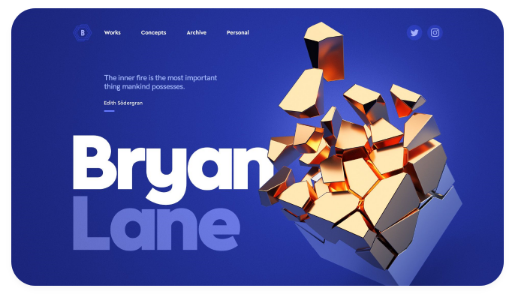 B
Works
Concepts
Archive
Personal
The inner fire is the most important
thing mankind possesses.
Edith Södergran
Bryan
Lane